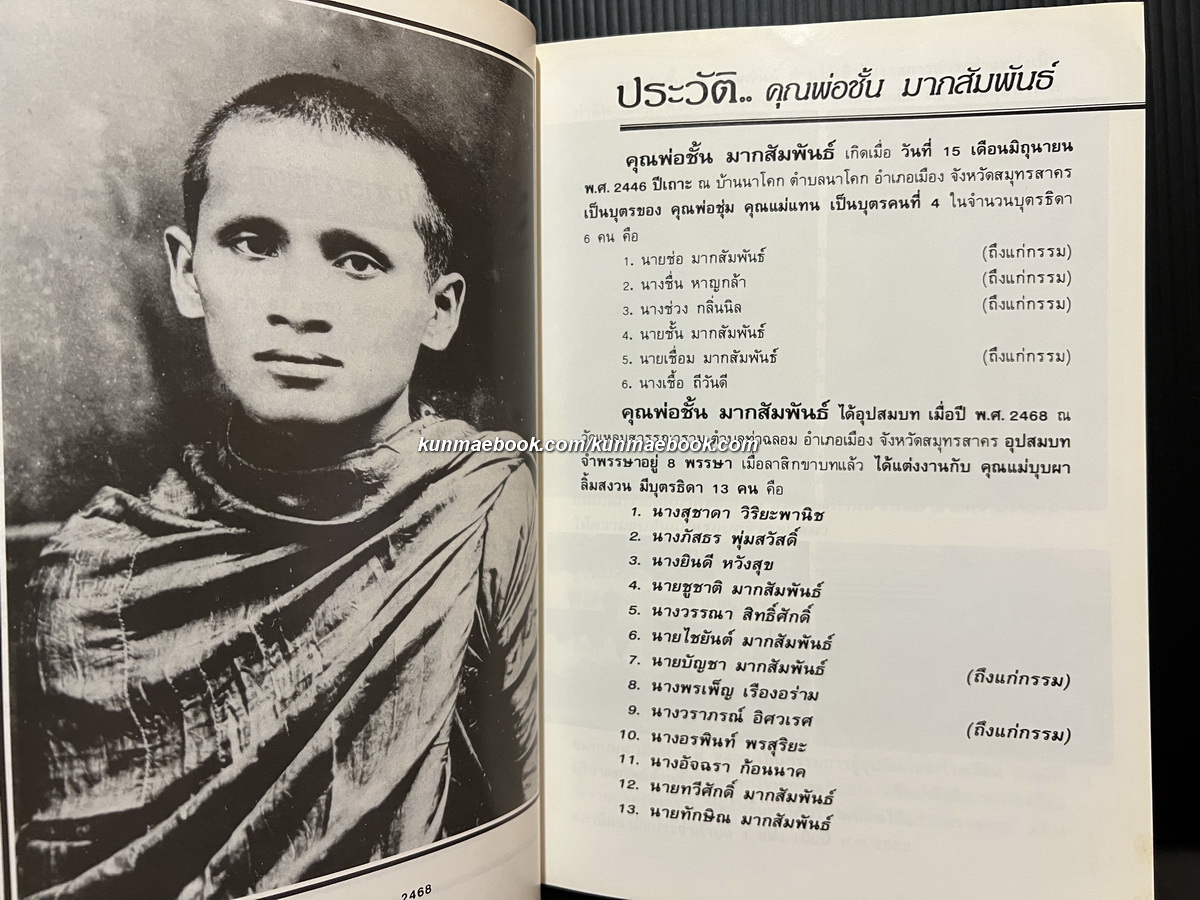 ประวัติ.. คุณพ่อชั้น มากสัมพันธ์
คุณพ่อชั้น มากสัมพันธ์ เกิดเมื่อ วันที่ 15 เดือนมิถุนายน
พ.ศ. 2446 ปีเถาะ ณ บ้านนาโคก ตำบลนาโคก อำเภอเมือง จังหวัดสมุทรสาคร
เป็นบุตรของ คุณพ่อชุ่ม คุณแม่แทน เป็นบุตรคนที่ 4 ในจำนวนบุตรธิดา
6 คน คือ
1. นายช่อ มากสัมพันธ์ (ถึงแก่กรรม)
2. นางชื่น หาญกล้า (ถึงแก่กรรม)
3. นางช่วง กลิ่นนิล (ถึงแก่กรรม)
4. นายชั้น มากสัมพันธ์
5. นายเชื่อม มากสัมพันธ์ (ถึงแก่กรรม)
6. นางเชื้อ ถีวันดี
คุณพ่อชั้น มากสัมพันธ์ ได้อุปสมบท เมื่อปี พ.ศ. 2468 ณ
ตำบลท่าฉลอม อำเภอเมือง จังหวัดสมุทรสาคร อุปสมบท
จำพรรษาอยู่ 8 พรรษา เมื่อลาสิกขาบทแล้ว ได้แต่งงานกับ คุณแม่บุบผา
ลิ้มสงวน มีบุตรธิดา 13 คน คือ
1. นางสุชาดา วิริยะพานิช
2. นางภัสธร พุ่มสวัสดิ์
3. นางยินดี หวังสุข
4. นายชูชาติ มากสัมพันธ์
5. นางวรรณา สิทธิ์ศักดิ์
6. นายไชยันต์ มากสัมพันธ์
7. นายบัญชา มากสัมพันธ์ (ถึงแก่กรรม)
8. นางพรเพ็ญ เรืองอร่าม
9. นางวราภรณ์ อิศวเรศ (ถึงแก่กรรม)
10. นางอรพินท์ พรสุริยะ
11. นางอัจฉรา ก้อนนาค
12. นายทวีศักดิ์ มากสัมพันธ์
13. นายทักษิณ มากสัมพันธ์
kunmaebook.com/kunmaebook.com
2468